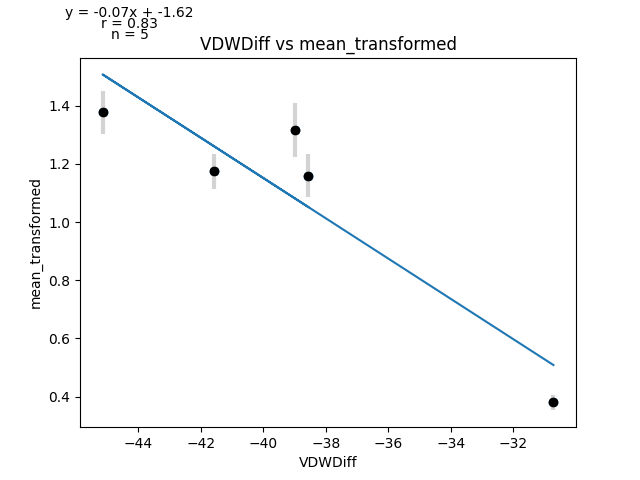 y = -0.07x + -1.62
r = 0.83
n = 5
VDWDiff vs mean_transformed
1.4
1.2
1.0
0.8
0.6
0.4
mean_transformed
−44
−42
−40
−38
−36
−34
−32
VDWDiff